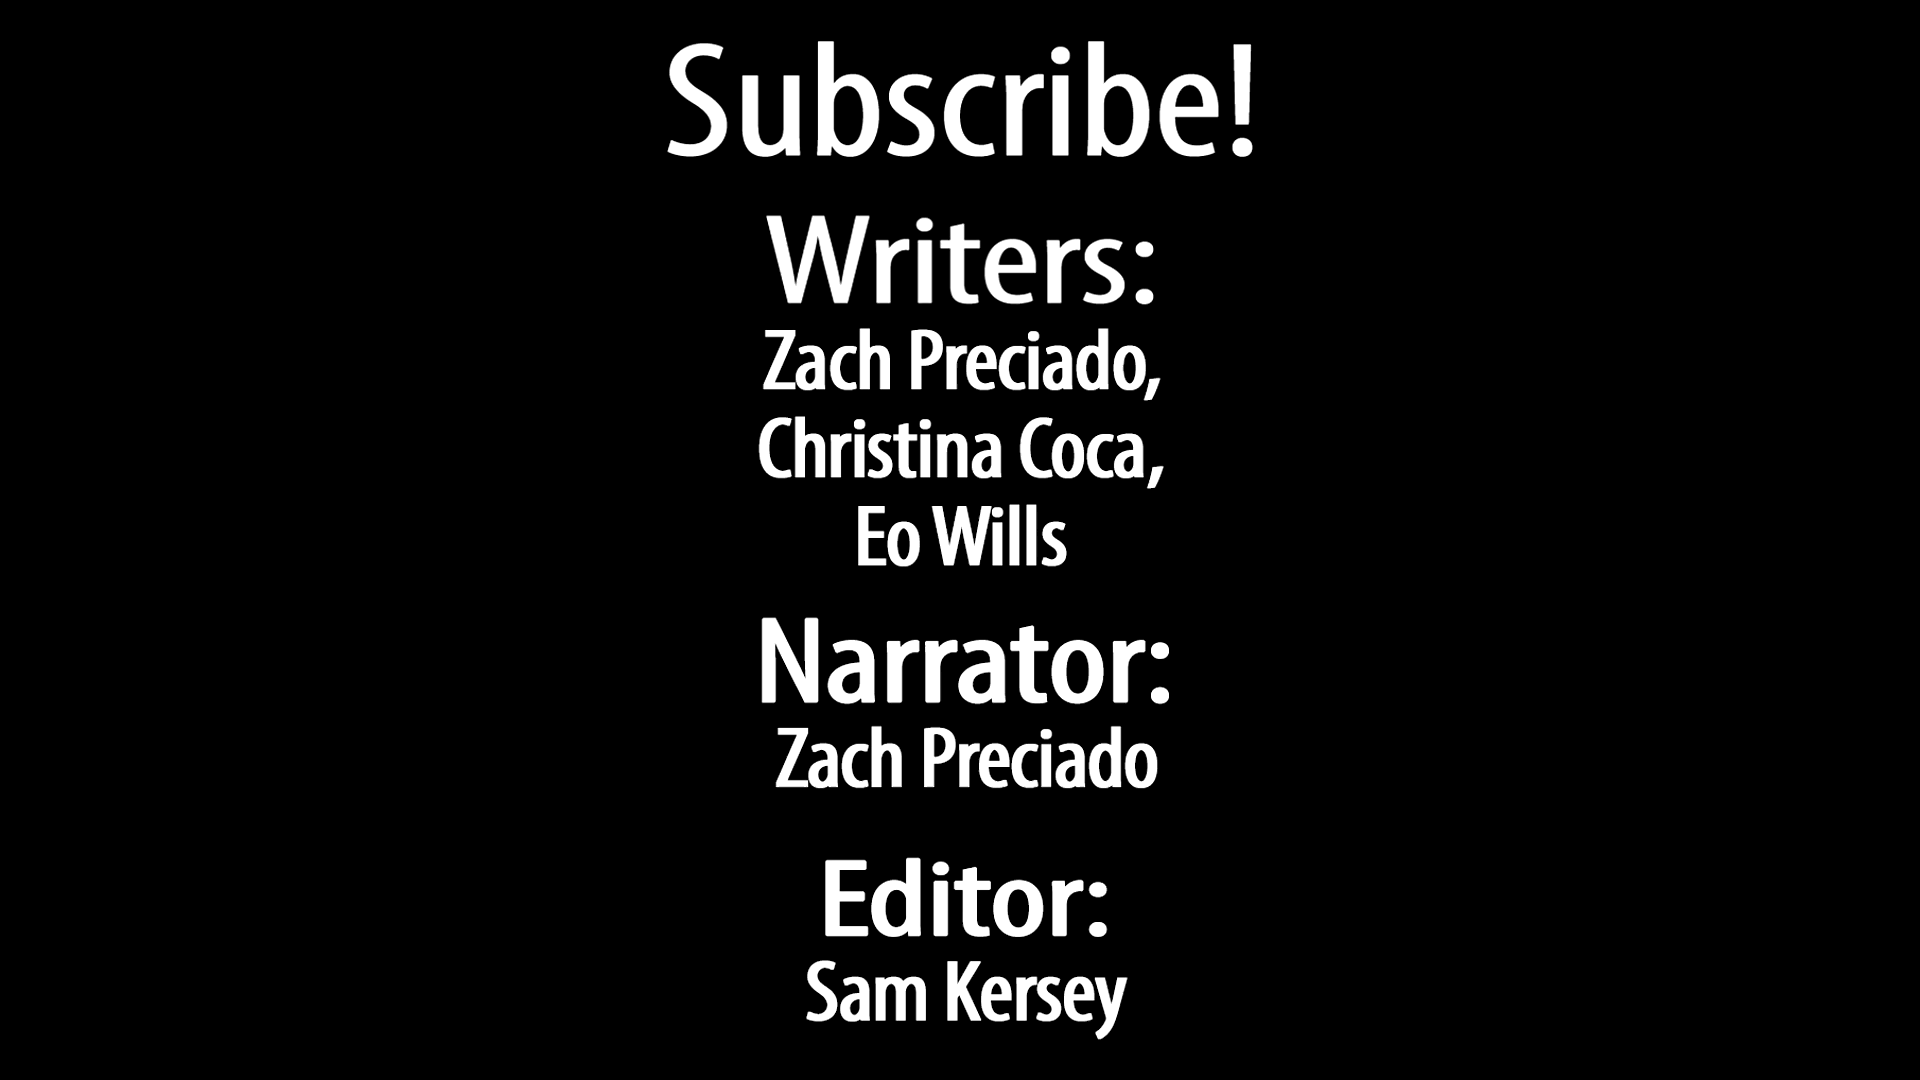 Subscribe!
Writers:
Zach Preciado,
Christina Coca,
Eo Wills
Narrator:
Zach Preciado
Editor:
Sam Kersey